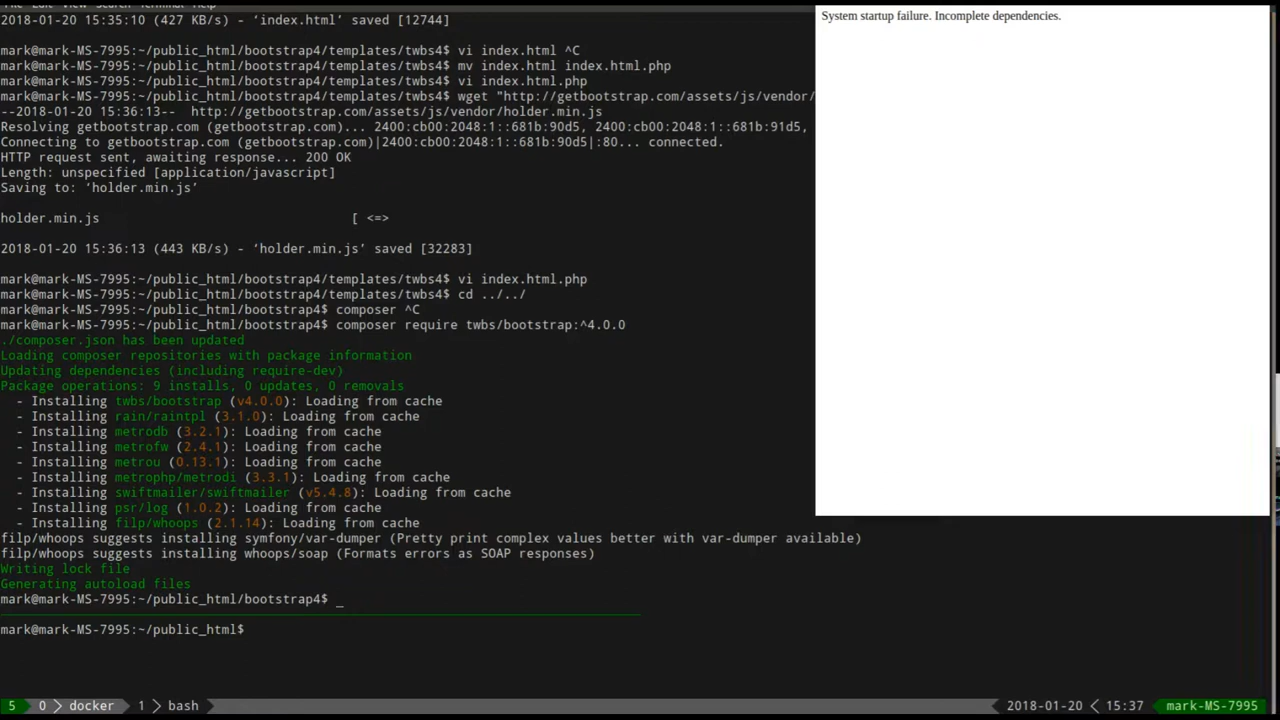 2018-01-20 15:35:10 (427 KB/s) - ‘index.html’ saved [12744]
System startup failure. Incomplete dependencies.
mark@mark-MS-7995:~/public_html/bootstrap4/templates/twbs4$ vi index.html ^C
mark@mark-MS-7995:~/public_html/bootstrap4/templates/twbs4$ mv index.html index.html.php
mark@mark-MS-7995:~/public_html/bootstrap4/templates/twbs4$ vi index.html.php
mark@mark-MS-7995:~/public_html/bootstrap4/templates/twbs4$ wget "http://getbootstrap.com/assets/js/vendor/
--2018-01-20 15:36:13-- http://getbootstrap.com/assets/js/vendor/holder.min.js
Resolving getbootstrap.com (getbootstrap.com)... 2400:cb00:2048:1::681b:90d5, 2400:cb00:2048:1::681b:91d5,
Connecting to getbootstrap.com (getbootstrap.com)|2400:cb00:2048:1::681b:90d5|:80... connected.
HTTP request sent, awaiting response... 200 OK
Length: unspecified [application/javascript]
Saving to: ‘holder.min.js’
holder.min.js [ <=>
2018-01-20 15:36:13 (443 KB/s) - ‘holder.min.js’ saved [32283]
mark@mark-MS-7995:~/public_html/bootstrap4/templates/twbs4$ vi index.html.php
mark@mark-MS-7995:~/public_html/bootstrap4/templates/twbs4$ cd ../../
mark@mark-MS-7995:~/public_html/bootstrap4$ composer ^C
mark@mark-MS-7995:~/public_html/bootstrap4$ composer require twbs/bootstrap:^4.0.0
./composer.json has been updated
Loading composer repositories with package information
Updating dependencies (including require-dev)
Package operations: 9 installs, 0 updates, 0 removals
- Installing twbs/bootstrap (v4.0.0): Loading from cache
- Installing rain/raintpl (3.1.0): Loading from cache
- Installing metrodb (3.2.1): Loading from cache
- Installing metrofw (2.4.1): Loading from cache
- Installing metrou (0.13.1): Loading from cache
- Installing metrophp/metrodi (3.3.1): Loading from cache
- Installing swiftmailer/swiftmailer (v5.4.8): Loading from cache
- Installing psr/log (1.0.2): Loading from cache
- Installing filp/whoops (2.1.14): Loading from cache
filp/whoops suggests installing symfony/var-dumper (Pretty print complex values better with var-dumper available)
filp/whoops suggests installing whoops/soap (Formats errors as SOAP responses)
Writing lock file
Generating autoload files
mark@mark-MS-7995:~/public_html/bootstrap4$ _
mark@mark-MS-7995:~/public_html$
5 0 > docker 1 > bash 2018-01-20 < 15:37 mark-MS-7995